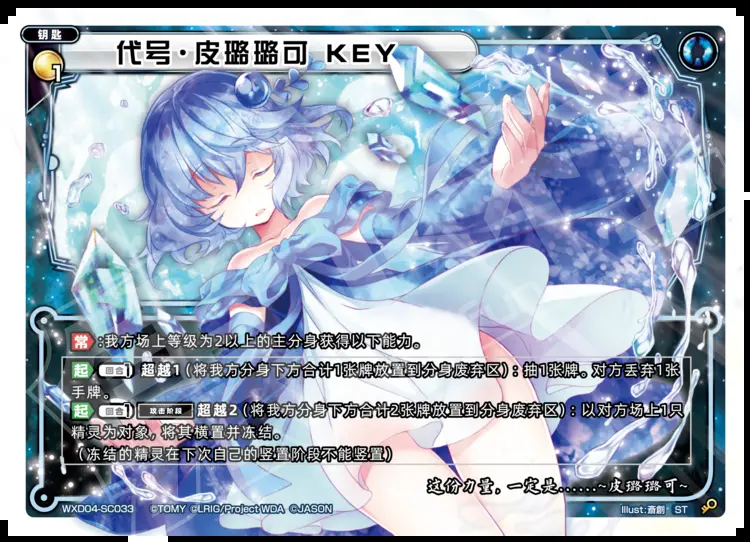 钥匙
代号·皮璐璐可 KEY
1
常:我方场上等级为2以上的主分身获得以下能力。
起 回合1 超越1(将我方分身下方合计1张牌放置到分身废弃区):抽1张牌。对方丢弃1张
手牌。
起 回合1 攻击阶段 超越2(将我方分身下方合计2张牌放置到分身废弃区):以对方场上1只
精灵为对象,将其横置并冻结。
(冻结的精灵在下次自己的竖置阶段不能竖置)
这份力量,一定是......~皮璐璐可~
WXD04-SC033 ©TOMY ©LRIG/Project WDA ©JASON Illust:斎創 ST